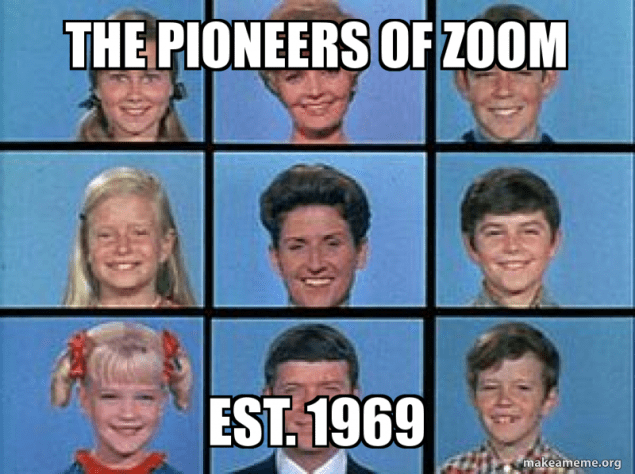 THE PIONEERS OF ZOOM
EST. 1969
makeameme.org